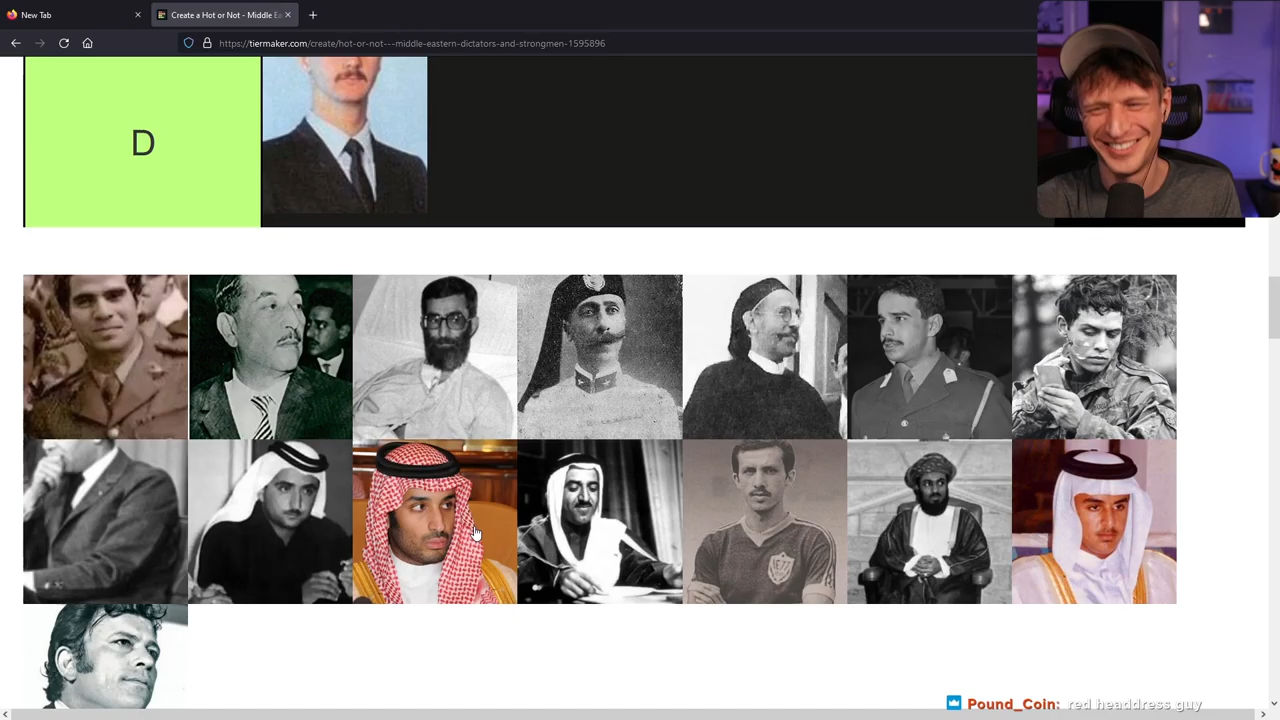 New Tab
Create a Hot or Not - Middle Ea
https://tiermaker.com/create/hot-or-not---middle-eastern-dictators-and-strongmen-1595896
D
Pound_Coin: red headdress guy